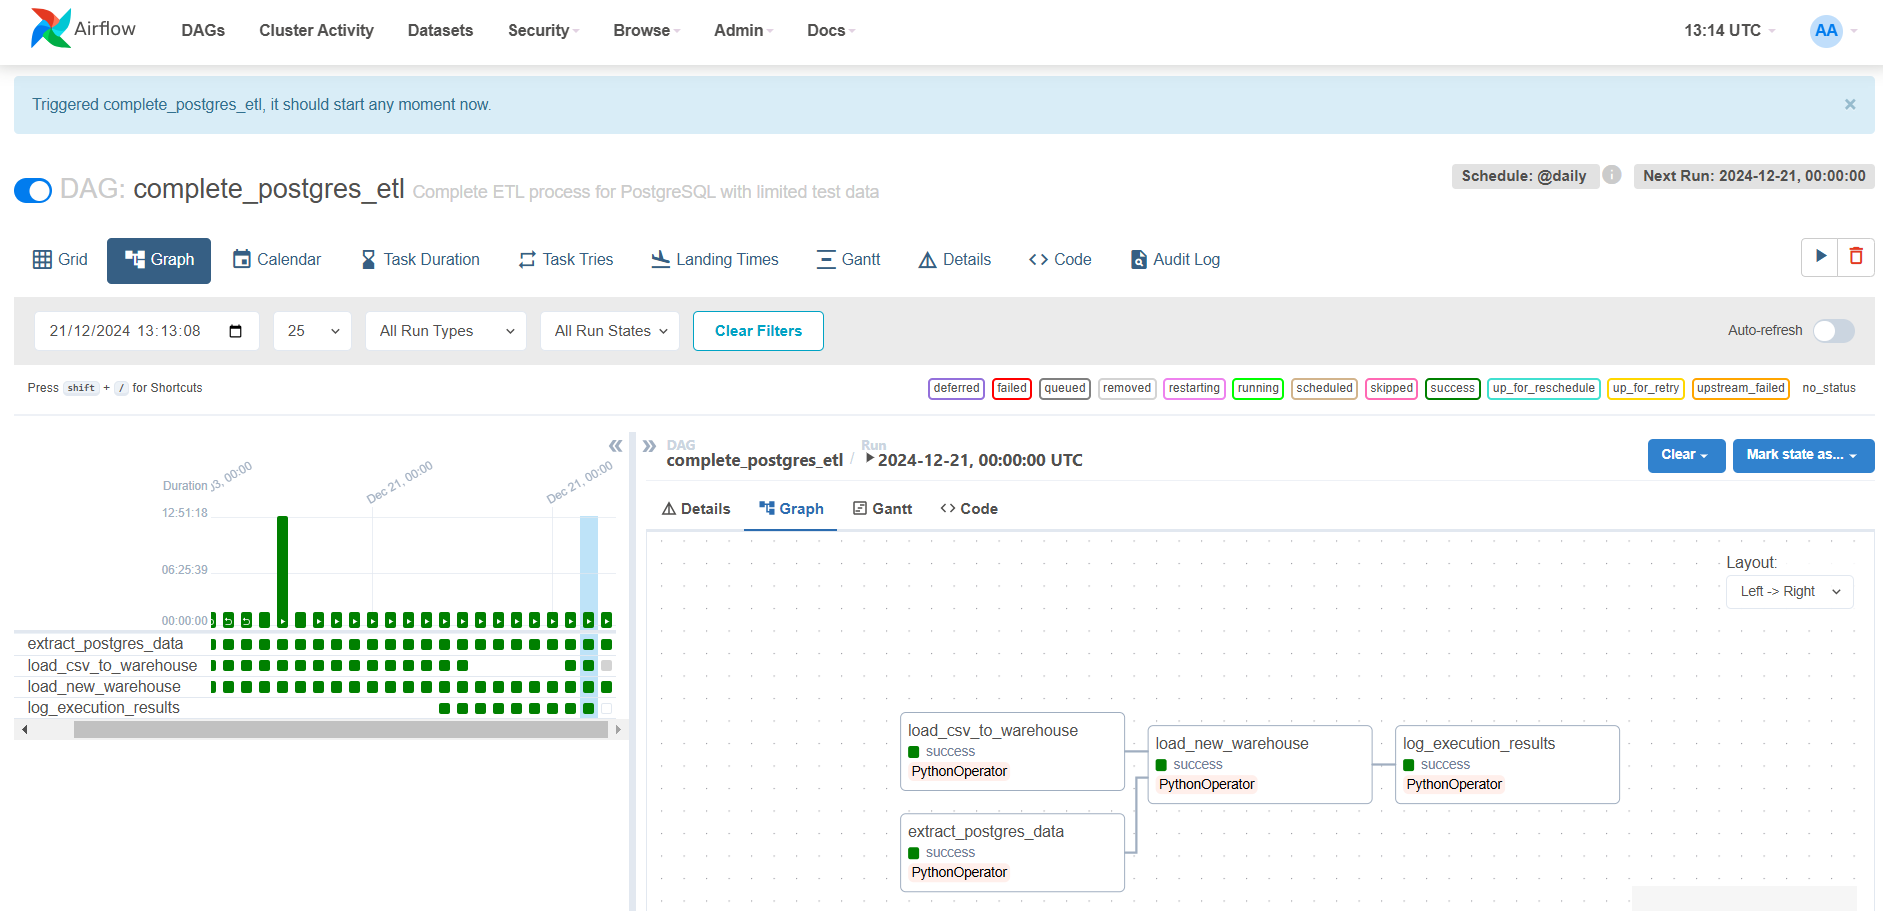 Airflow DAGs Cluster Activity Datasets Security Browse Admin Docs 13:14 UTC AA
Triggered complete_postgres_etl, it should start any moment now. ×
DAG: complete_postgres_etl Complete ETL process for PostgreSQL with limited test data
Schedule: @daily i Next Run: 2024-12-21, 00:00:00
Grid Graph Calendar Task Duration Task Tries Landing Times Gantt Details Code Audit Log
21/12/2024 13:13:08 25 All Run Types All Run States Clear Filters Auto-refresh
Press shift + / for Shortcuts
deferred failed queued removed restarting running scheduled skipped success up_for_reschedule up_for_retry upstream_failed no_status
Duration
3, 00:00
Dec 21, 00:00
Dec 21, 00:00
12:51:18
06:25:39
00:00:00
extract_postgres_data
load_csv_to_warehouse
load_new_warehouse
log_execution_results
DAG
complete_postgres_etl /
Run
2024-12-21, 00:00:00 UTC
Clear
Mark state as...
Details Graph Gantt Code
Layout:
Left -> Right
load_csv_to_warehouse
success
PythonOperator
load_new_warehouse
success
PythonOperator
log_execution_results
success
PythonOperator
extract_postgres_data
success
PythonOperator